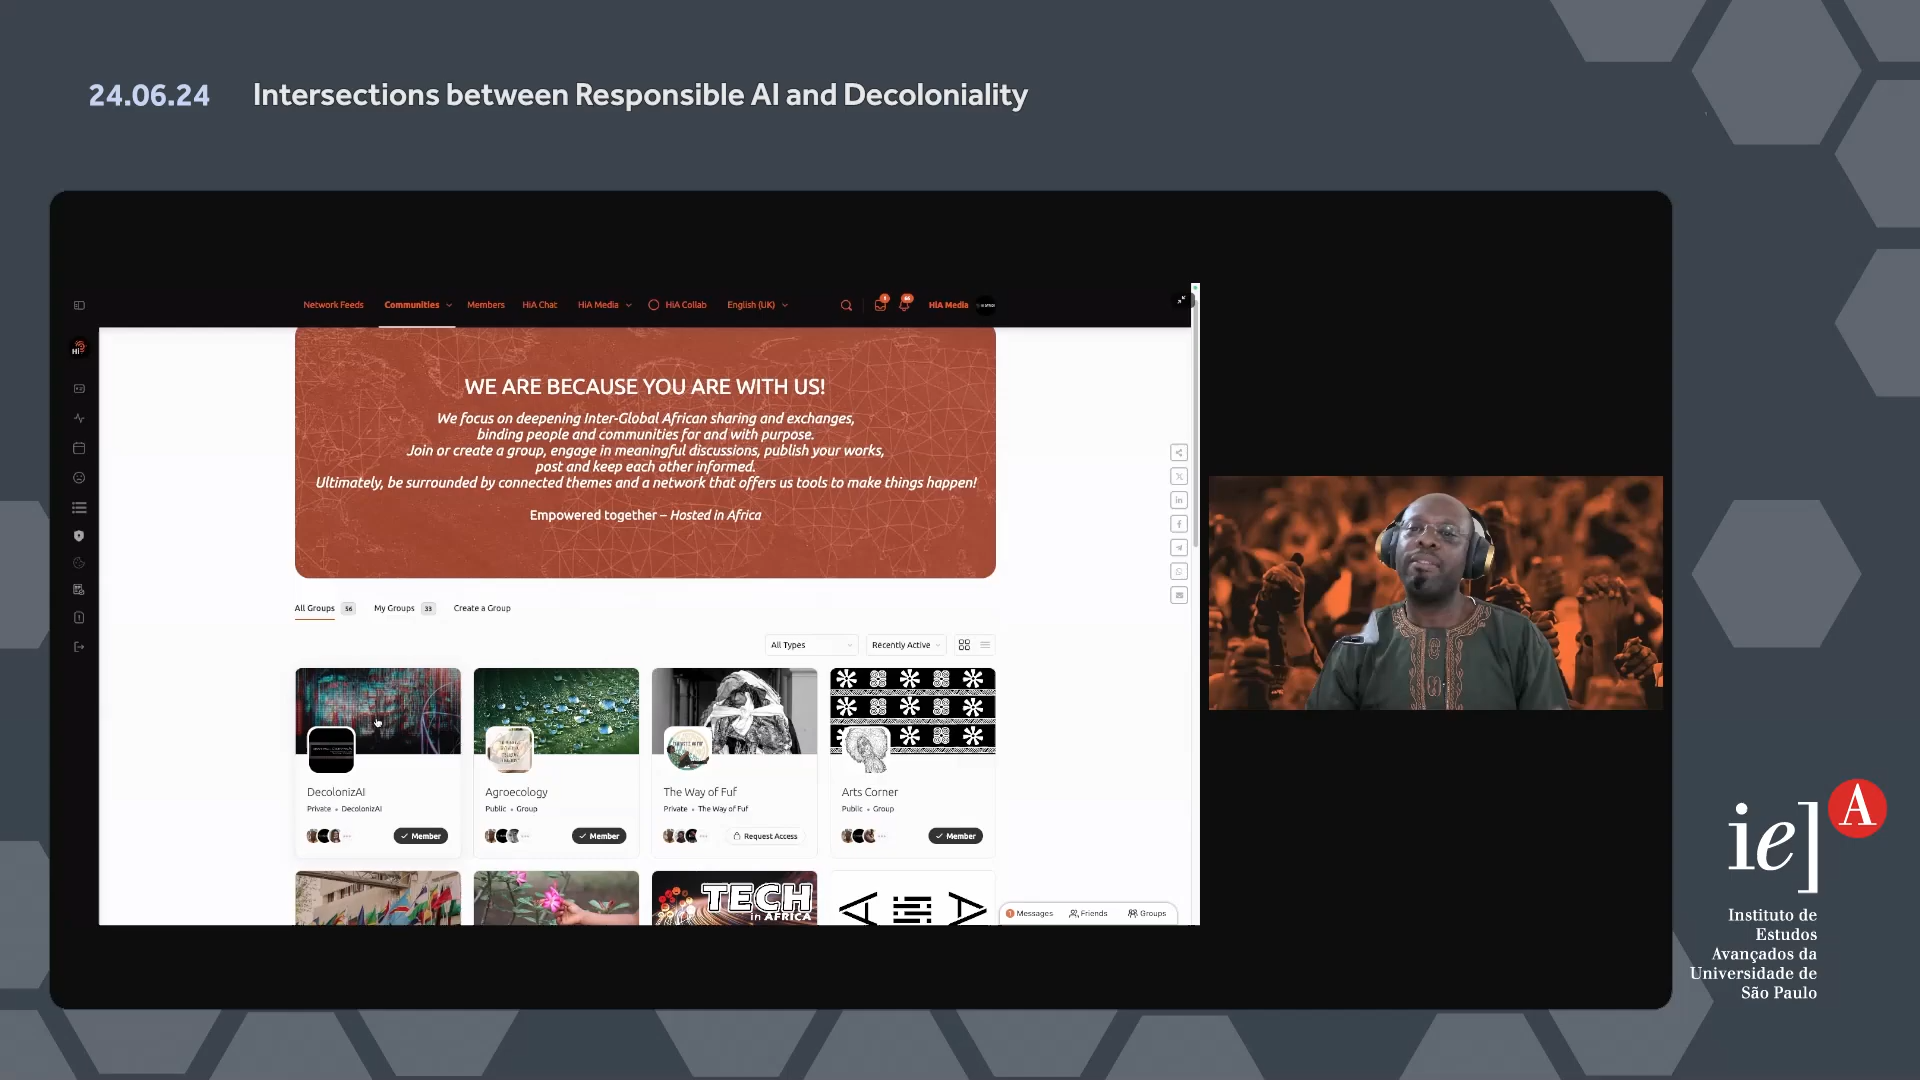 24.06.24
Intersections between Responsible AI and Decoloniality
Network Feeds
Communities
Members
HiA Chat
HiA Media
HiA Collab
English (UK)
HiA Media
Hi
WE ARE BECAUSE YOU ARE WITH US!
We focus on deepening Inter-Global African sharing and exchanges,
binding people and communities for and with purpose.
Join or create a group, engage in meaningful discussions, publish your works,
post and keep each other informed.
Ultimately, be surrounded by connected themes and a network that offers us tools to make things happen!
Empowered together – Hosted in Africa
All Groups 56
My Groups 33
Create a Group
All Types
Recently Active
DecolonizAI
Private • DecolonizAI
Member
Agroecology
Public • Group
Member
The Way of Fuf
Private • The Way of Fuf
Request Access
Arts Corner
Public • Group
Member
TECH
in AFRICA
1 Messages
Friends
Groups
ie] A
Instituto de
Estudos
Avançados da
Universidade de
São Paulo